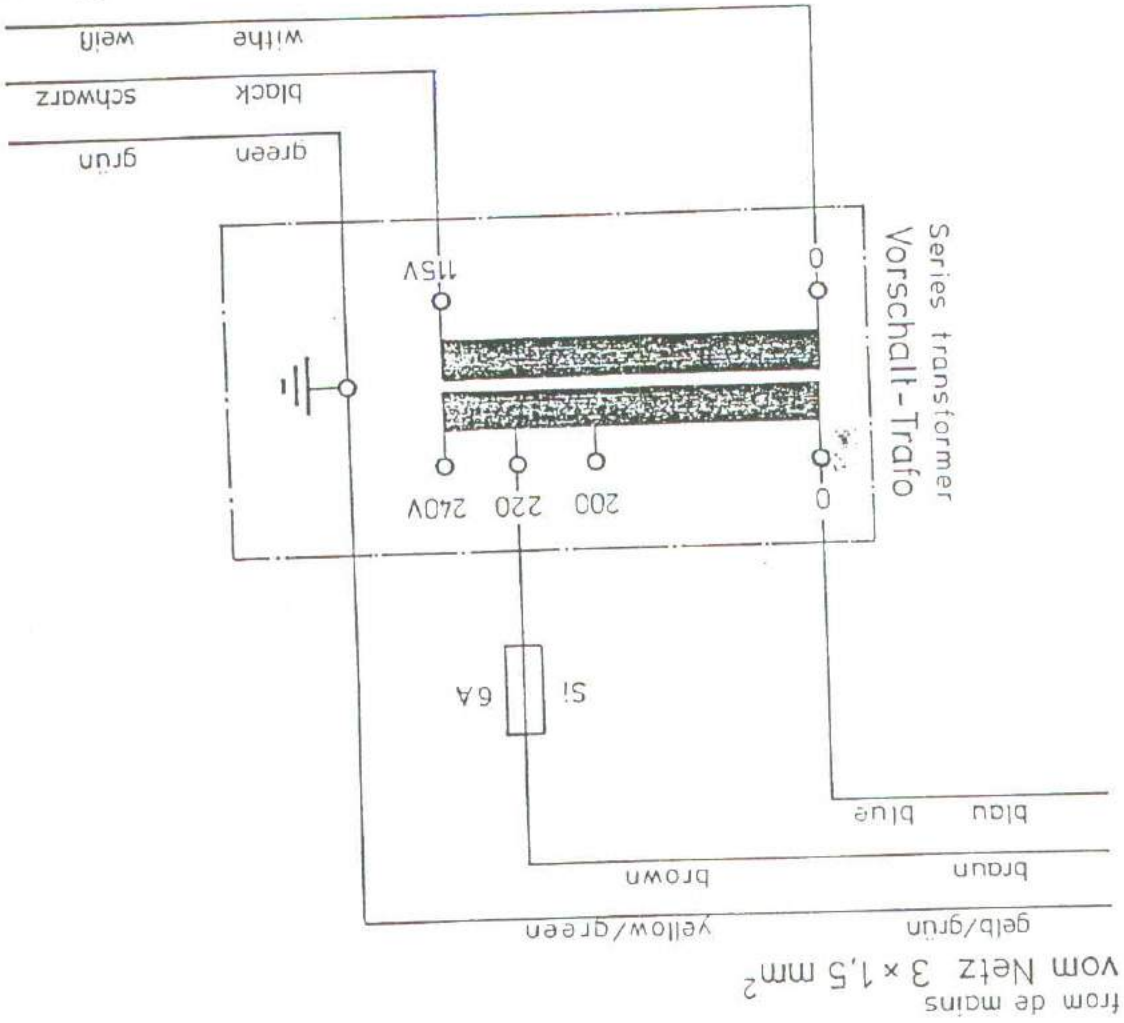 from de mains
vom Netz 3 × 1,5 mm²
gelb/grün yellow/green
braun brown
blau blue
Si
6A
0 200 220 240V
Series transformer
Vorschalt-Trafo
0 115V
green grün
black schwarz
withe weiß